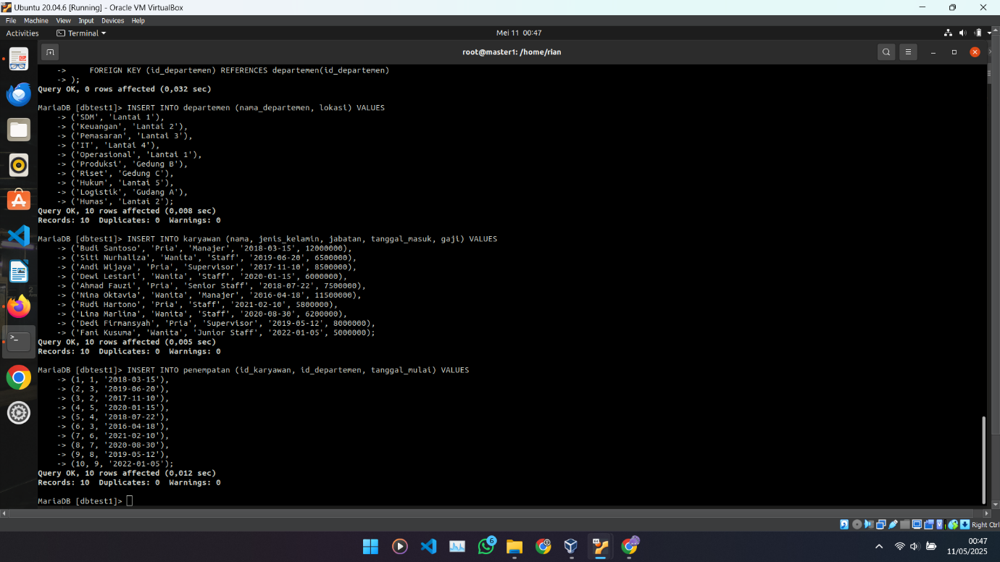 Ubuntu 20.04.6 [Running] - Oracle VM VirtualBox
File Machine View Input Devices Help
Activities Terminal Mei 11 00:47
root@master1: /home/rian
-> FOREIGN KEY (id_departemen) REFERENCES departemen(id_departemen)
-> );
Query OK, 0 rows affected (0,032 sec)
MariaDB [dbtest1]> INSERT INTO departemen (nama_departemen, lokasi) VALUES
-> ('SDM', 'Lantai 1'),
-> ('Keuangan', 'Lantai 2'),
-> ('Pemasaran', 'Lantai 3'),
-> ('IT', 'Lantai 4'),
-> ('Operasional', 'Lantai 1'),
-> ('Produksi', 'Gedung B'),
-> ('Riset', 'Gedung C'),
-> ('Hukum', 'Lantai 5'),
-> ('Logistik', 'Gudang A'),
-> ('Humas', 'Lantai 2');
Query OK, 10 rows affected (0,008 sec)
Records: 10 Duplicates: 0 Warnings: 0
MariaDB [dbtest1]> INSERT INTO karyawan (nama, jenis_kelamin, jabatan, tanggal_masuk, gaji) VALUES
-> ('Budi Santoso', 'Pria', 'Manajer', '2018-03-15', 12000000),
-> ('Siti Nurhaliza', 'Wanita', 'Staff', '2019-06-20', 6500000),
-> ('Andi Wijaya', 'Pria', 'Supervisor', '2017-11-10', 8500000),
-> ('Dewi Lestari', 'Wanita', 'Staff', '2020-01-15', 6000000),
-> ('Ahmad Fauzi', 'Pria', 'Senior Staff', '2018-07-22', 7500000),
-> ('Nina Oktavia', 'Wanita', 'Manajer', '2016-04-18', 11500000),
-> ('Rudi Hartono', 'Pria', 'Staff', '2021-02-10', 5800000),
-> ('Lina Marlina', 'Wanita', 'Staff', '2020-08-30', 6200000),
-> ('Dedi Firmansyah', 'Pria', 'Supervisor', '2019-05-12', 8000000),
-> ('Fani Kusuma', 'Wanita', 'Junior Staff', '2022-01-05', 5000000);
Query OK, 10 rows affected (0,005 sec)
Records: 10 Duplicates: 0 Warnings: 0
MariaDB [dbtest1]> INSERT INTO penempatan (id_karyawan, id_departemen, tanggal_mulai) VALUES
-> (1, 1, '2018-03-15'),
-> (2, 3, '2019-06-20'),
-> (3, 2, '2017-11-10'),
-> (4, 5, '2020-01-15'),
-> (5, 4, '2018-07-22'),
-> (6, 3, '2016-04-18'),
-> (7, 6, '2021-02-10'),
-> (8, 7, '2020-08-30'),
-> (9, 8, '2019-05-12'),
-> (10, 9, '2022-01-05');
Query OK, 10 rows affected (0,012 sec)
Records: 10 Duplicates: 0 Warnings: 0
MariaDB [dbtest1]>
Right Ctrl
6
00:47
11/05/2025